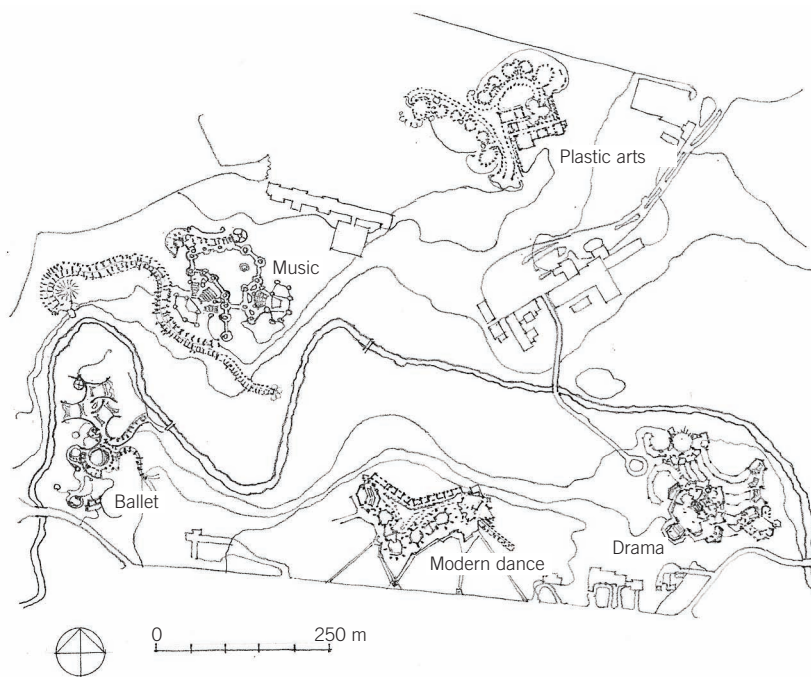 Plastic arts
Music
Ballet
Modern dance
Drama
0 250 m